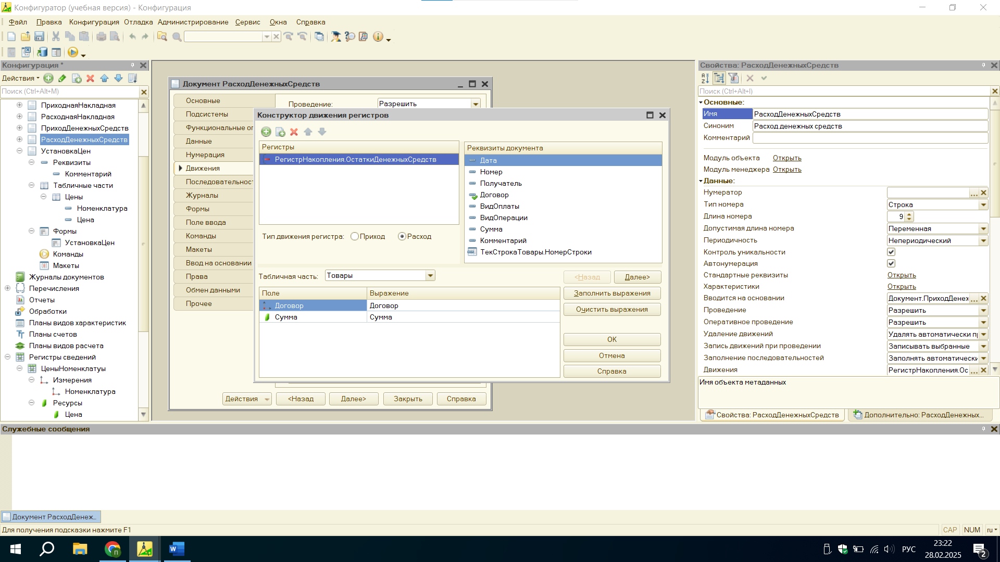 Конфигуратор (учебная версия) - Конфигурация
Файл Правка Конфигурация Отладка Администрирование Сервис Окна Справка
Конфигурация *
Действия
Поиск (Ctrl+Alt+M)
ПриходнаяНакладная
РасходнаяНакладная
ПриходДенежныхСредств
РасходДенежныхСредств
УстановкаЦен
Реквизиты
Комментарий
Табличные части
Цены
Номенклатура
Цена
Формы
УстановкаЦен
Команды
Макеты
Журналы документов
Перечисления
Отчеты
Обработки
Планы видов характеристик
Планы счетов
Планы видов расчета
Регистры сведений
ЦеныНоменклатуы
Измерения
Номенклатура
Ресурсы
Цена
Документ РасходДенежныхСредств
Основные
Подсистемы
Функциональные оп
Данные
Нумерация
Движения
Последовательност
Журналы
Формы
Поле ввода
Команды
Макеты
Ввод на основании
Права
Обмен данными
Прочее
Проведение: Разрешить
Действия <Назад Далее> Закрыть Справка
Конструктор движения регистров
Регистры
РегистрНакопления.ОстаткиДенежныхСредств
Реквизиты документа
Дата
Номер
Получатель
Договор
ВидОплаты
ВидОперации
Сумма
Комментарий
ТекСтрокаТовары.НомерСтроки
Тип движения регистра: Приход Расход
Табличная часть: Товары
<Назад Далее>
Поле Выражение
Договор Договор
Сумма Сумма
Заполнить выражения
Очистить выражения
ОК
Отмена
Справка
Свойства: РасходДенежныхСредств
Поиск (Ctrl+Alt+I)
Основные:
Имя РасходДенежныхСредств
Синоним Расход денежных средств
Комментарий
Модуль объекта Открыть
Модуль менеджера Открыть
Данные:
Нумератор ...
Тип номера Строка
Длина номера 9
Допустимая длина номера Переменная
Периодичность Непериодический
Контроль уникальности
Автонумерация
Стандартные реквизиты Открыть
Характеристики Открыть
Вводится на основании Документ.ПриходДенеж ...
Проведение Разрешить
Оперативное проведение Разрешить
Удаление движений Удалять автоматически п
Запись движений при проведении Записывать выбранные
Заполнение последовательностей Заполнять автоматически
Движения РегистрНакопления.Ос ...
Имя объекта метаданных
Свойства: РасходДенежныхСредств Дополнительно: РасходДенежных...
Служебные сообщения
Документ РасходДенеж...
Для получения подсказки нажмите F1
CAP NUM ru
РУС
23:22
28.02.2025
2